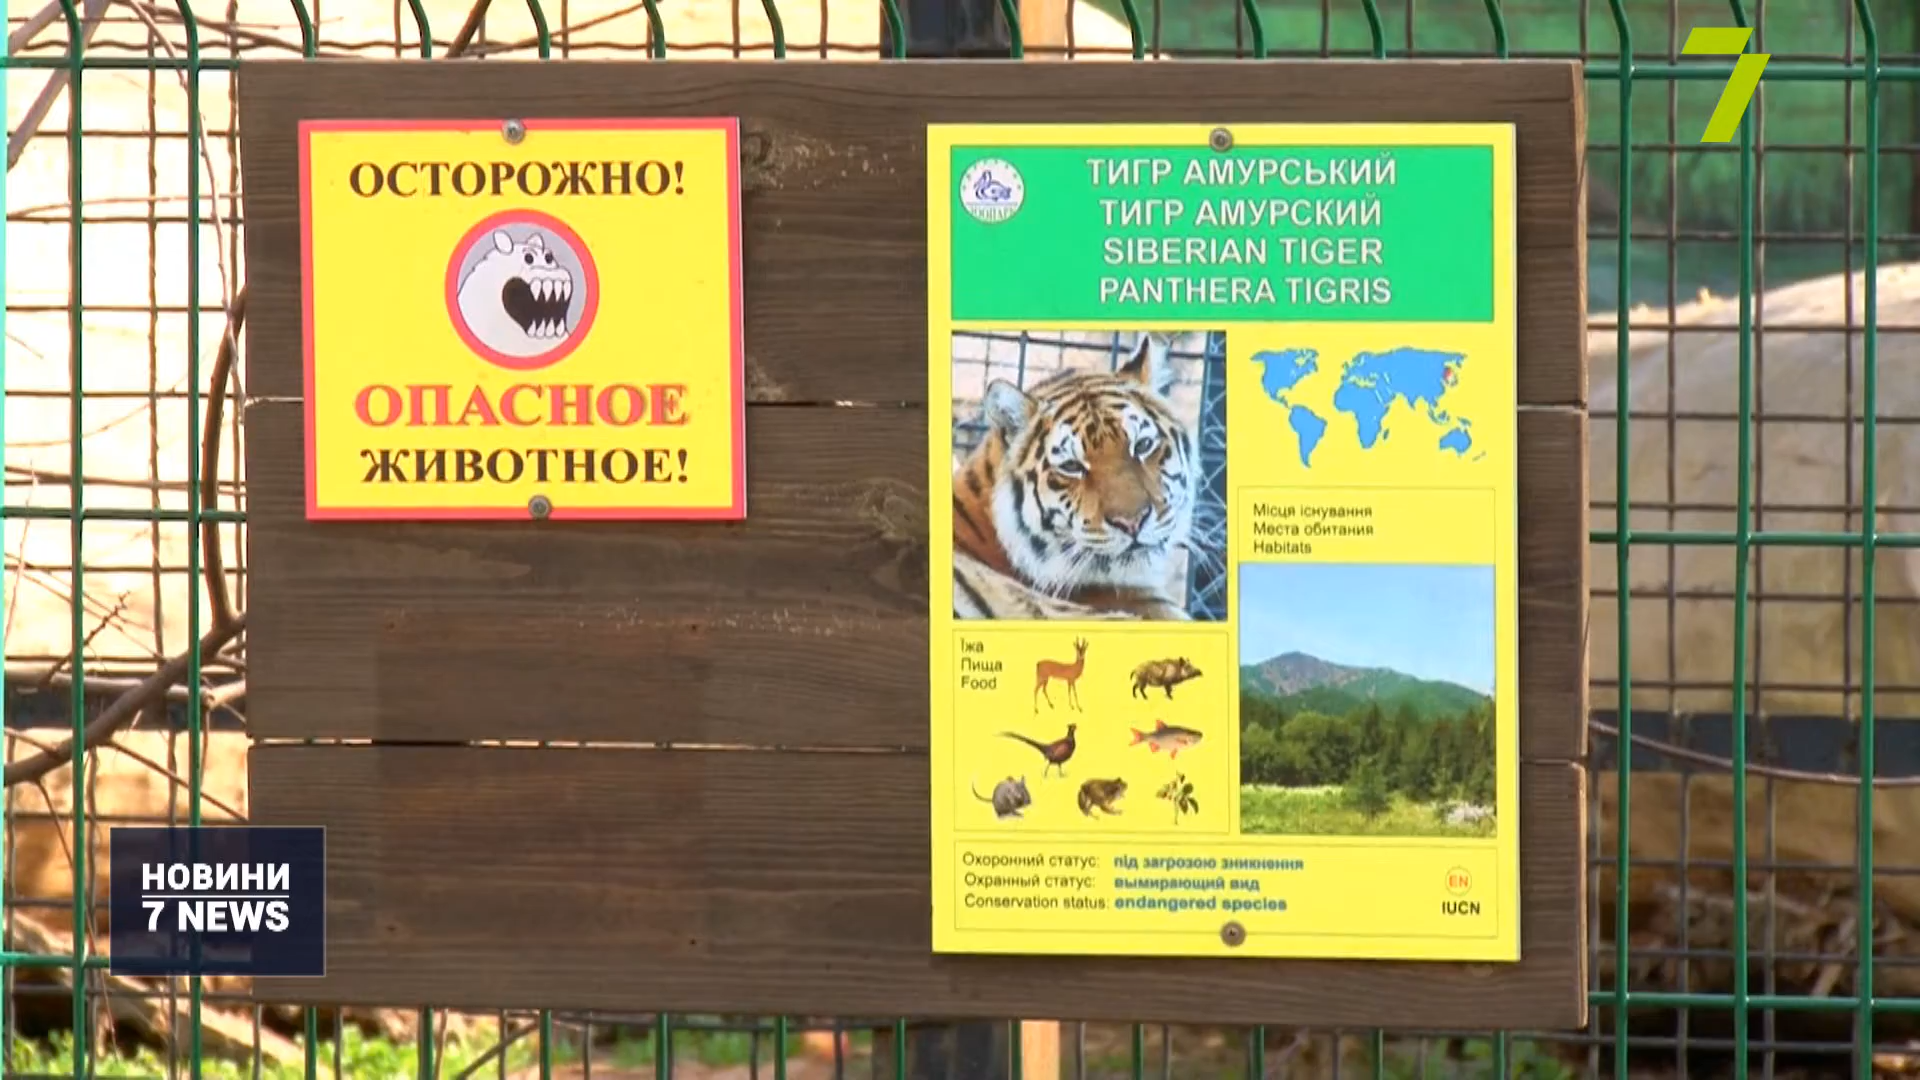 7
ОСТОРОЖНО!
ОПАСНОЕ
ЖИВОТНОЕ!
ТИГР АМУРСЬКИЙ
ТИГР АМУРСКИЙ
SIBERIAN TIGER
PANTHERA TIGRIS
ЗООПАРК
Місця існування
Места обитания
Habitats
Їжа
Пища
Food
Охоронний статус: під загрозою зникнення
Охранный статус: вымирающий вид
Conservation status: endangered species
EN
IUCN
НОВИНИ
7 NEWS